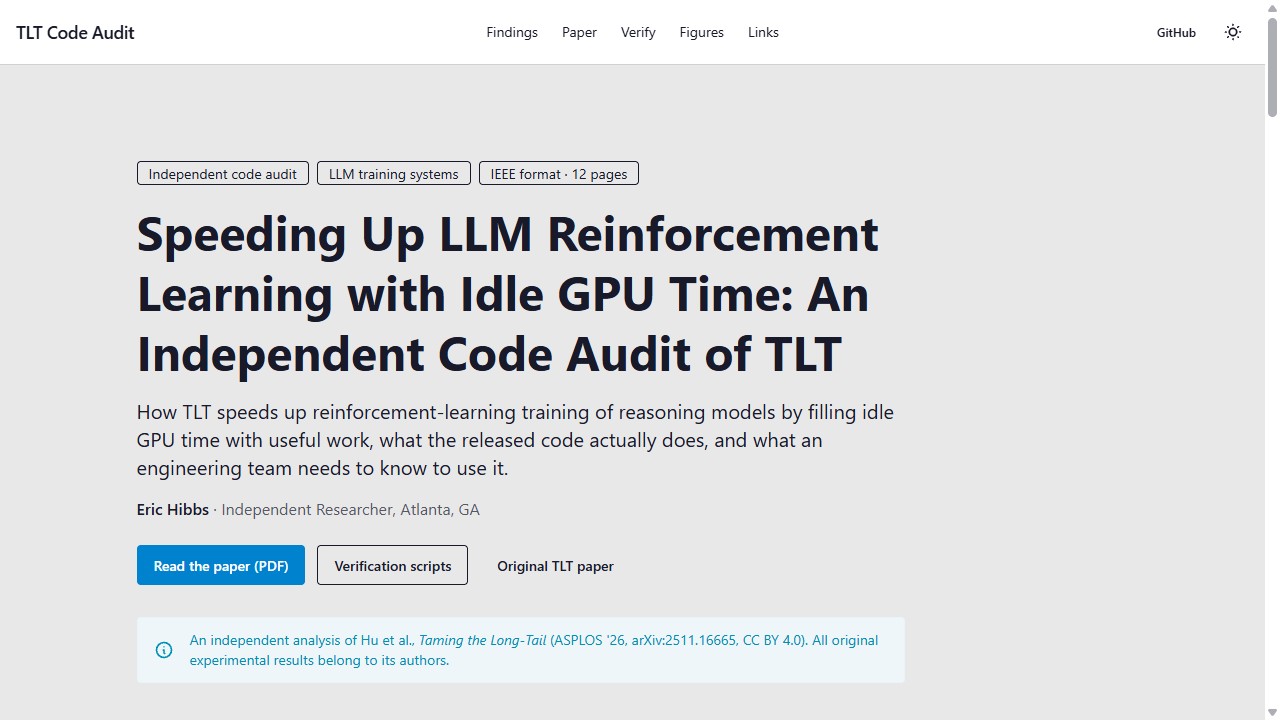 TLT Code Audit
Findings Paper Verify Figures Links
GitHub
Independent code audit
LLM training systems
IEEE format · 12 pages
Speeding Up LLM Reinforcement
Learning with Idle GPU Time: An
Independent Code Audit of TLT
How TLT speeds up reinforcement-learning training of reasoning models by filling idle
GPU time with useful work, what the released code actually does, and what an
engineering team needs to know to use it.
Eric Hibbs · Independent Researcher, Atlanta, GA
Read the paper (PDF)
Verification scripts
Original TLT paper
An independent analysis of Hu et al., Taming the Long-Tail (ASPLOS '26, arXiv:2511.16665, CC BY 4.0). All original
experimental results belong to its authors.